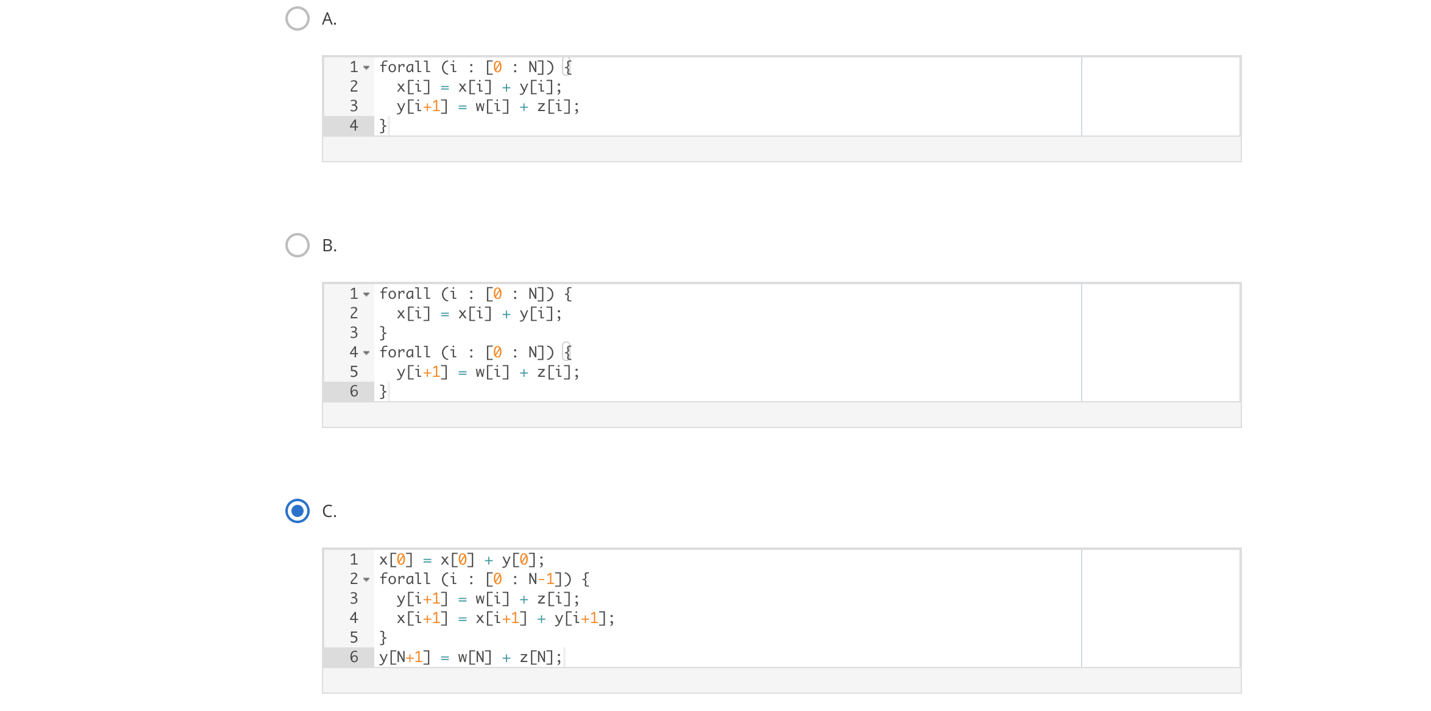 A.
1 forall (i : [0 : N]) {
2 x[i] = x[i] + y[i];
3 y[i+1] = w[i] + z[i];
4 }
B.
1 forall (i : [0 : N]) {
2 x[i] = x[i] + y[i];
3 }
4 forall (i : [0 : N]) {
5 y[i+1] = w[i] + z[i];
6 }
C.
1 x[0] = x[0] + y[0];
2 forall (i : [0 : N-1]) {
3 y[i+1] = w[i] + z[i];
4 x[i+1] = x[i+1] + y[i+1];
5 }
6 y[N+1] = w[N] + z[N];